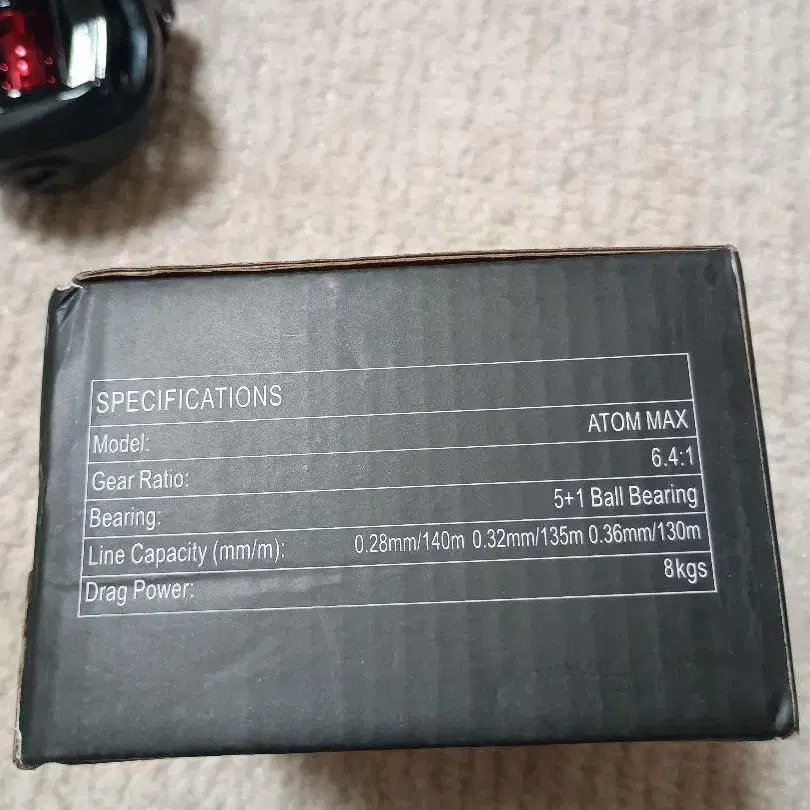 SPECIFICATIONS
Model: ATOM MAX
Gear Ratio: 6.4:1
Bearing: 5+1 Ball Bearing
Line Capacity (mm/m): 0.28mm/140m 0.32mm/135m 0.36mm/130m
Drag Power: 8kgs